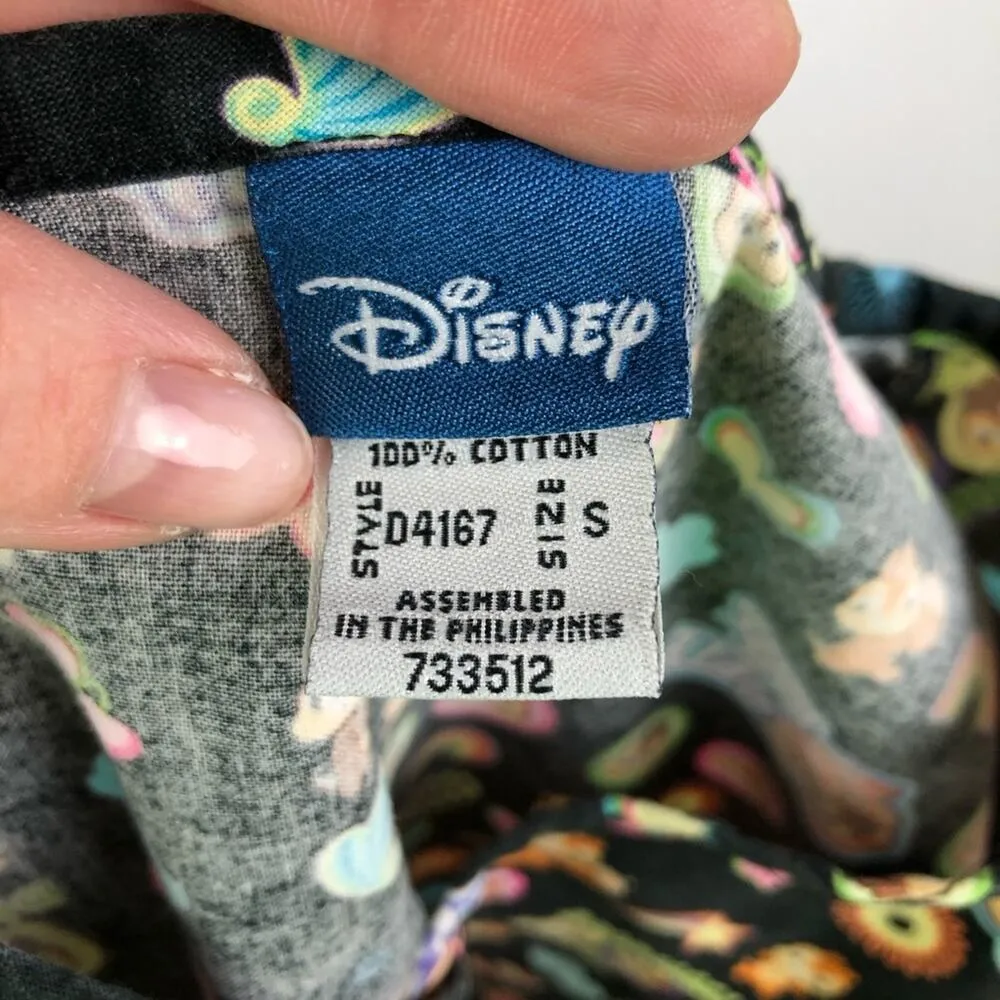 DISNEY
100% COTTON
STYLE D4167 SIZE S
ASSEMBLED
IN THE PHILIPPINES
733512